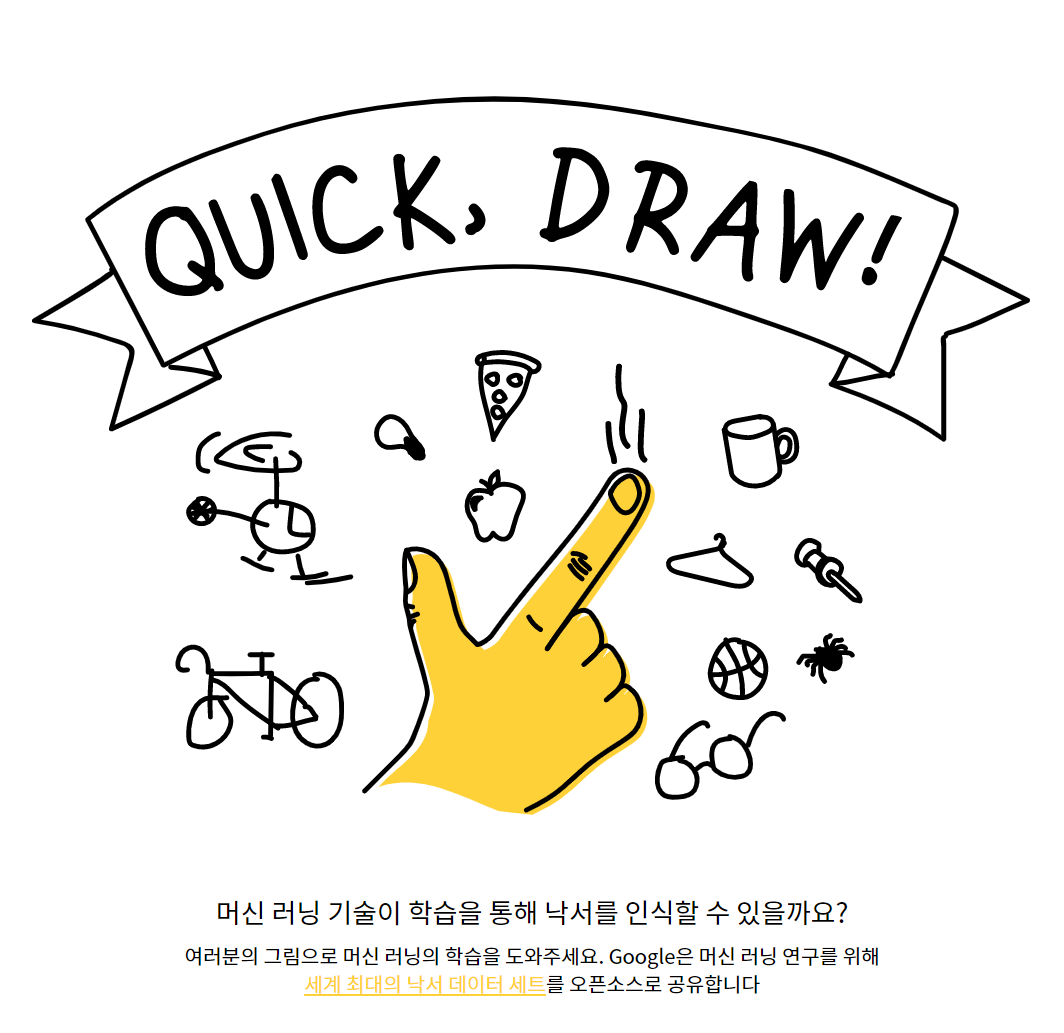 QUICK, DRAW!
머신 러닝 기술이 학습을 통해 낙서를 인식할 수 있을까요?
여러분의 그림으로 머신 러닝의 학습을 도와주세요. Google은 머신 러닝 연구를 위해
세계 최대의 낙서 데이터 세트를 오픈소스로 공유합니다